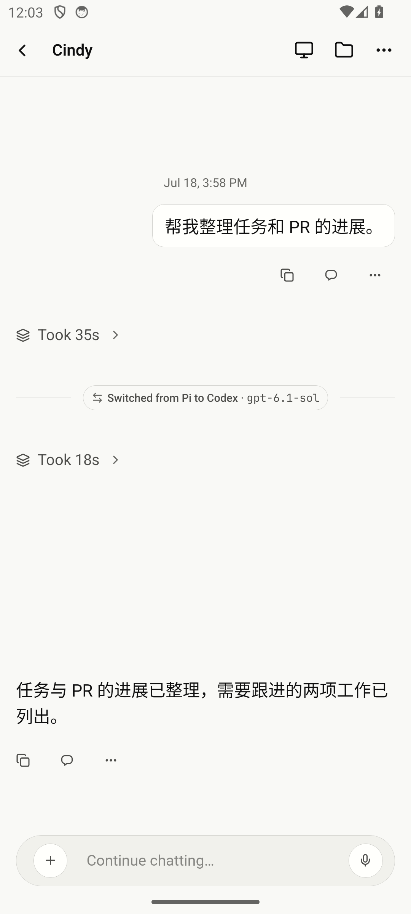 12:03
Cindy
Jul 18, 3:58 PM
帮我整理任务和 PR 的进展。
Took 35s
Switched from Pi to Codex · gpt-6.1-sol
Took 18s
任务与 PR 的进展已整理，需要跟进的两项工作已
列出。
Continue chatting…